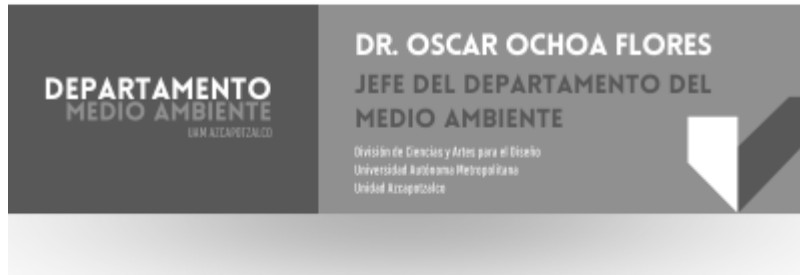 DEPARTAMENTO
MEDIO AMBIENTE
UAM AZCAPOTZALCO
DR. OSCAR OCHOA FLORES
JEFE DEL DEPARTAMENTO DEL
MEDIO AMBIENTE
División de Ciencias y Artes para el Diseño
Universidad Autónoma Metropolitana
Unidad Azcapotzalco